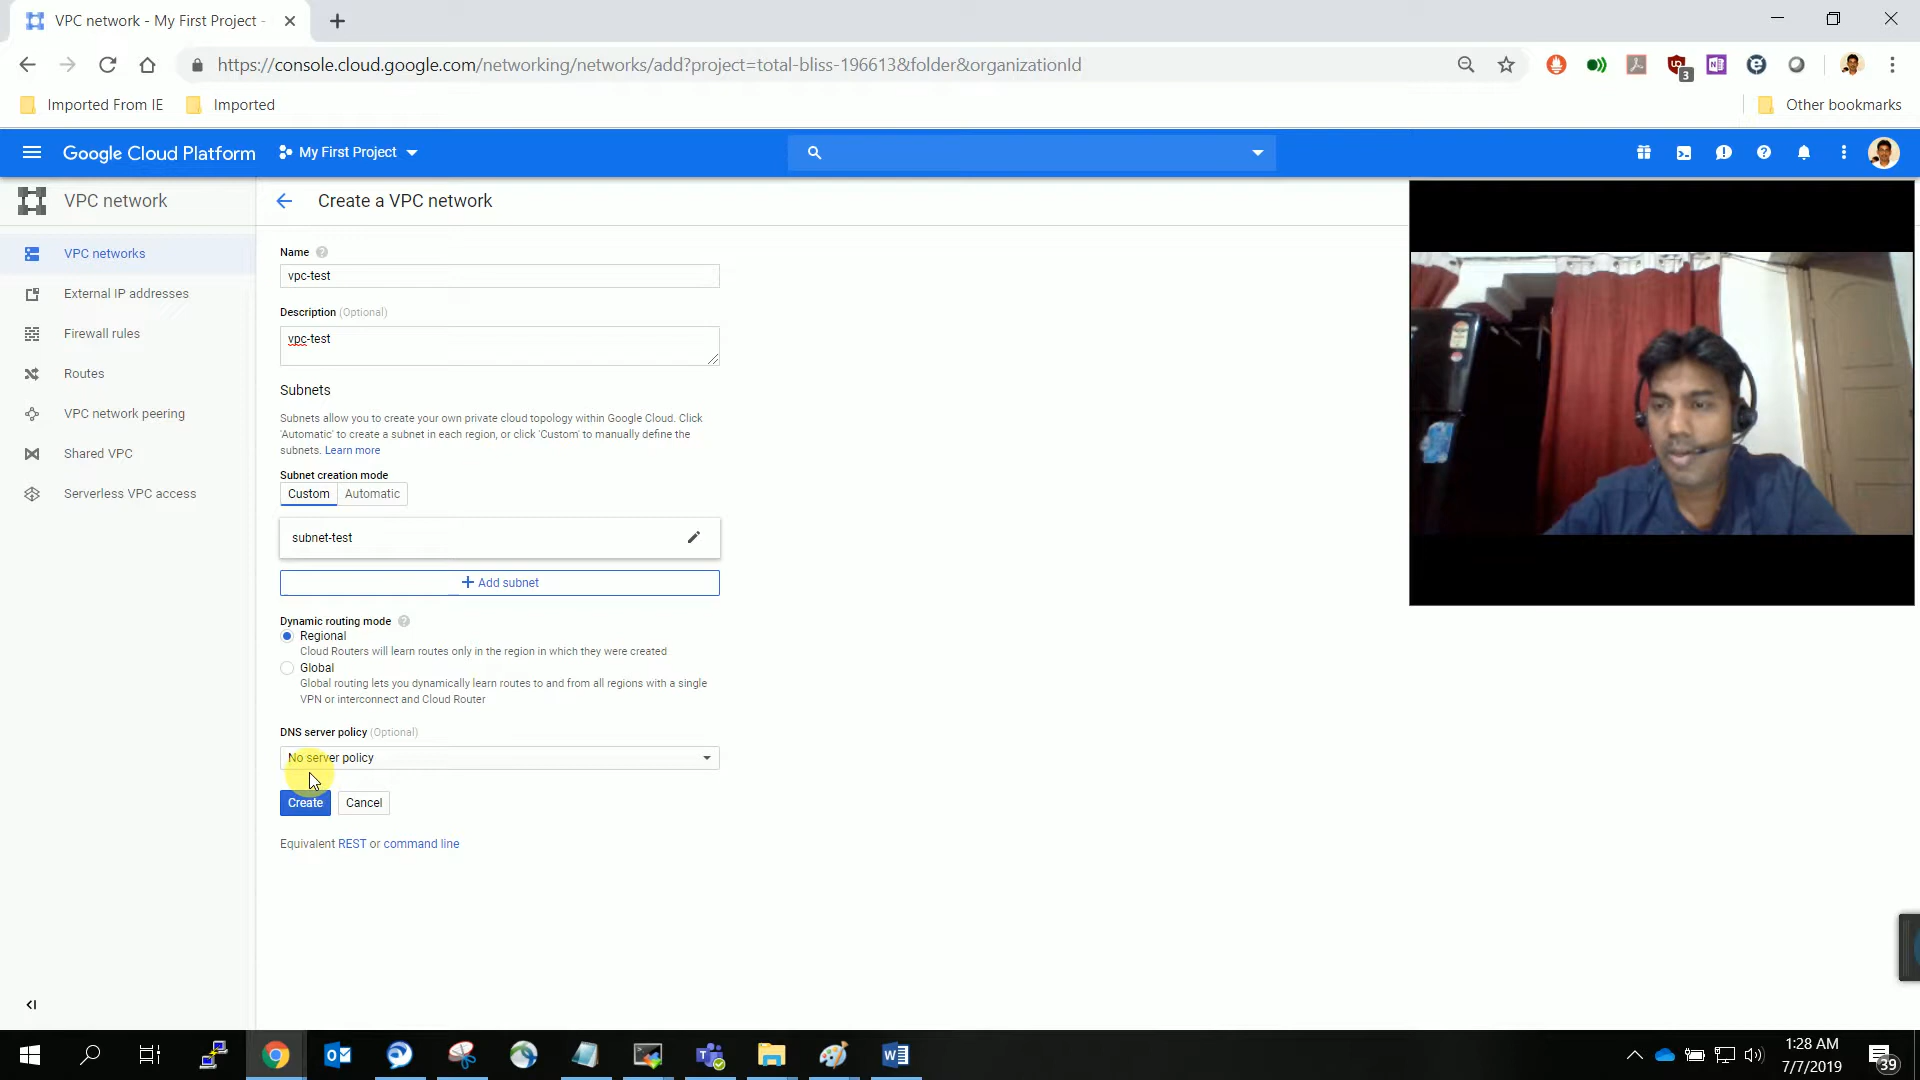 VPC network - My First Project -
https://console.cloud.google.com/networking/networks/add?project=total-bliss-196613&folder&organizationId
3
Imported From IE
Imported
Other bookmarks
Google Cloud Platform
My First Project
VPC network
Create a VPC network
VPC networks
External IP addresses
Firewall rules
Routes
VPC network peering
Shared VPC
Serverless VPC access
Name
vpc-test
Description (Optional)
vpc-test
Subnets
Subnets allow you to create your own private cloud topology within Google Cloud. Click
'Automatic' to create a subnet in each region, or click 'Custom' to manually define the
subnets. Learn more
Subnet creation mode
Custom
Automatic
subnet-test
Add subnet
Dynamic routing mode
Regional
Cloud Routers will learn routes only in the region in which they were created
Global
Global routing lets you dynamically learn routes to and from all regions with a single
VPN or interconnect and Cloud Router
DNS server policy (Optional)
No server policy
Create
Cancel
Equivalent REST or command line
1:28 AM
7/7/2019
39